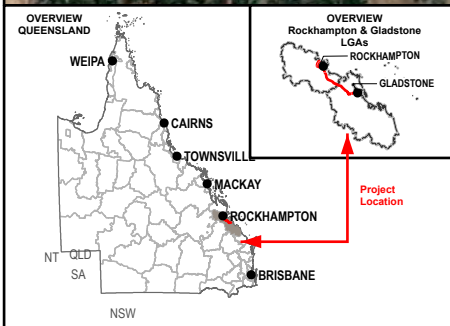 OVERVIEW
QUEENSLAND
WEIPA
CAIRNS
TOWNSVILLE
MACKAY
ROCKHAMPTON
BRISBANE
NT
QLD
SA
NSW
OVERVIEW
Rockhampton & Gladstone
LGAs
ROCKHAMPTON
GLADSTONE
Project
Location